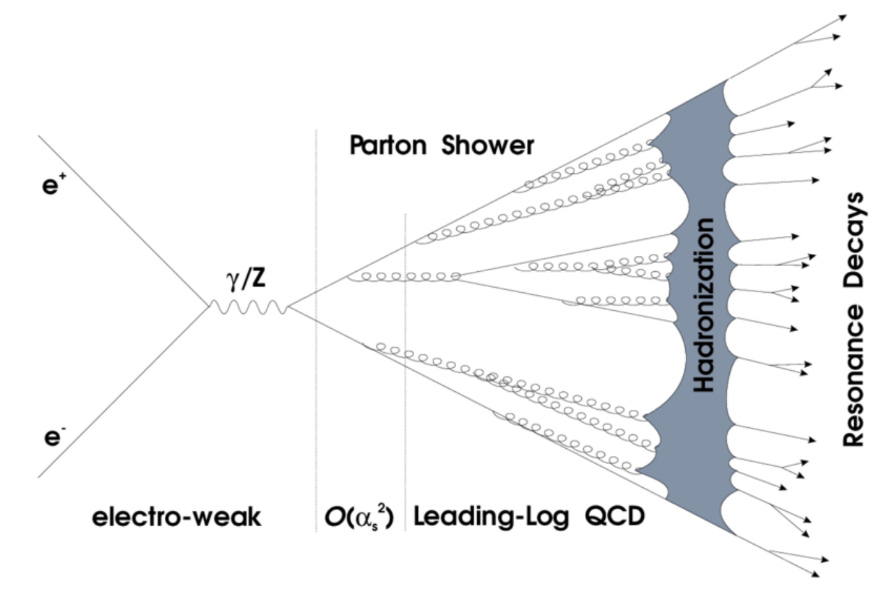 Parton Shower
e⁺
γ/Z
Hadronization
Resonance Decays
e⁻
electro-weak
O(αₛ²)
Leading-Log QCD